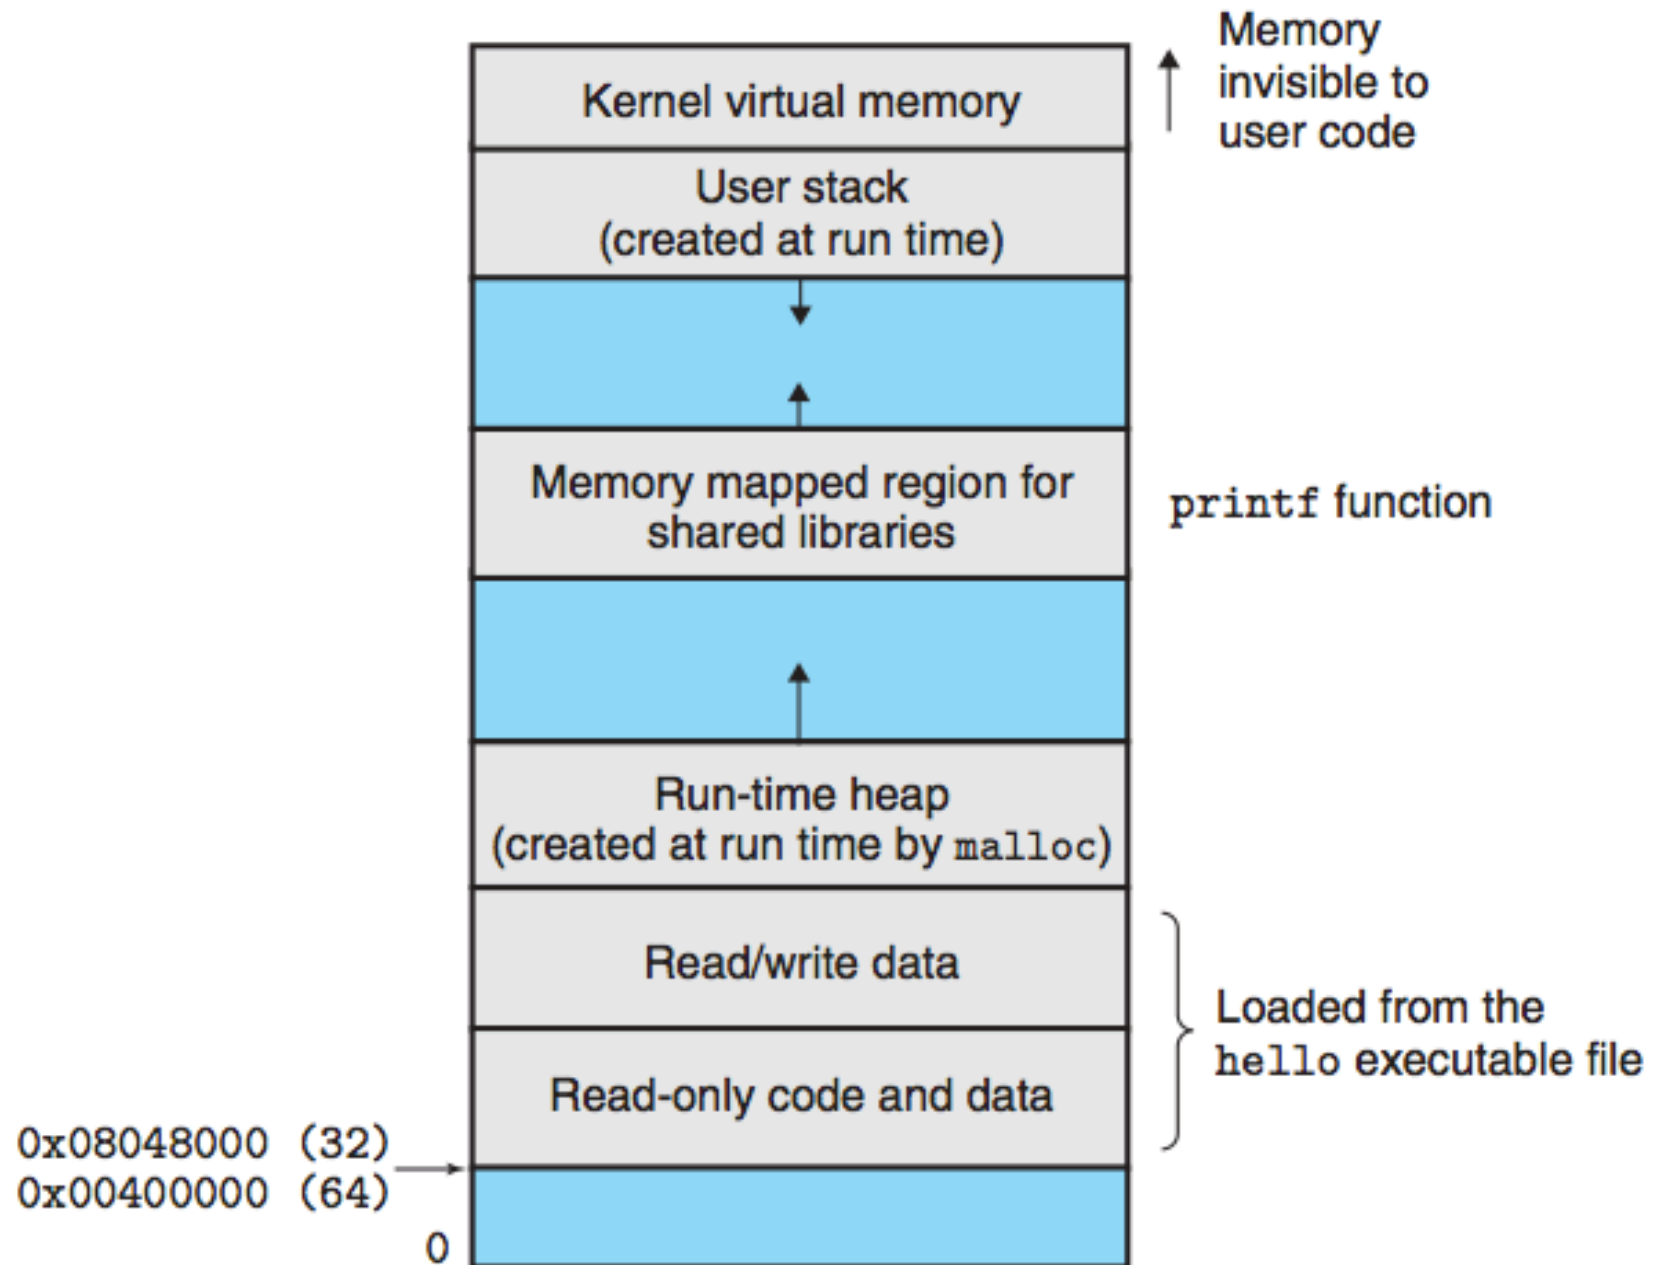 Memory
invisible to
user code
Kernel virtual memory
User stack
(created at run time)
Memory mapped region for
shared libraries
printf function
Run-time heap
(created at run time by malloc)
Read/write data
Loaded from the
hello executable file
Read-only code and data
0x08048000 (32)
0x00400000 (64)
0